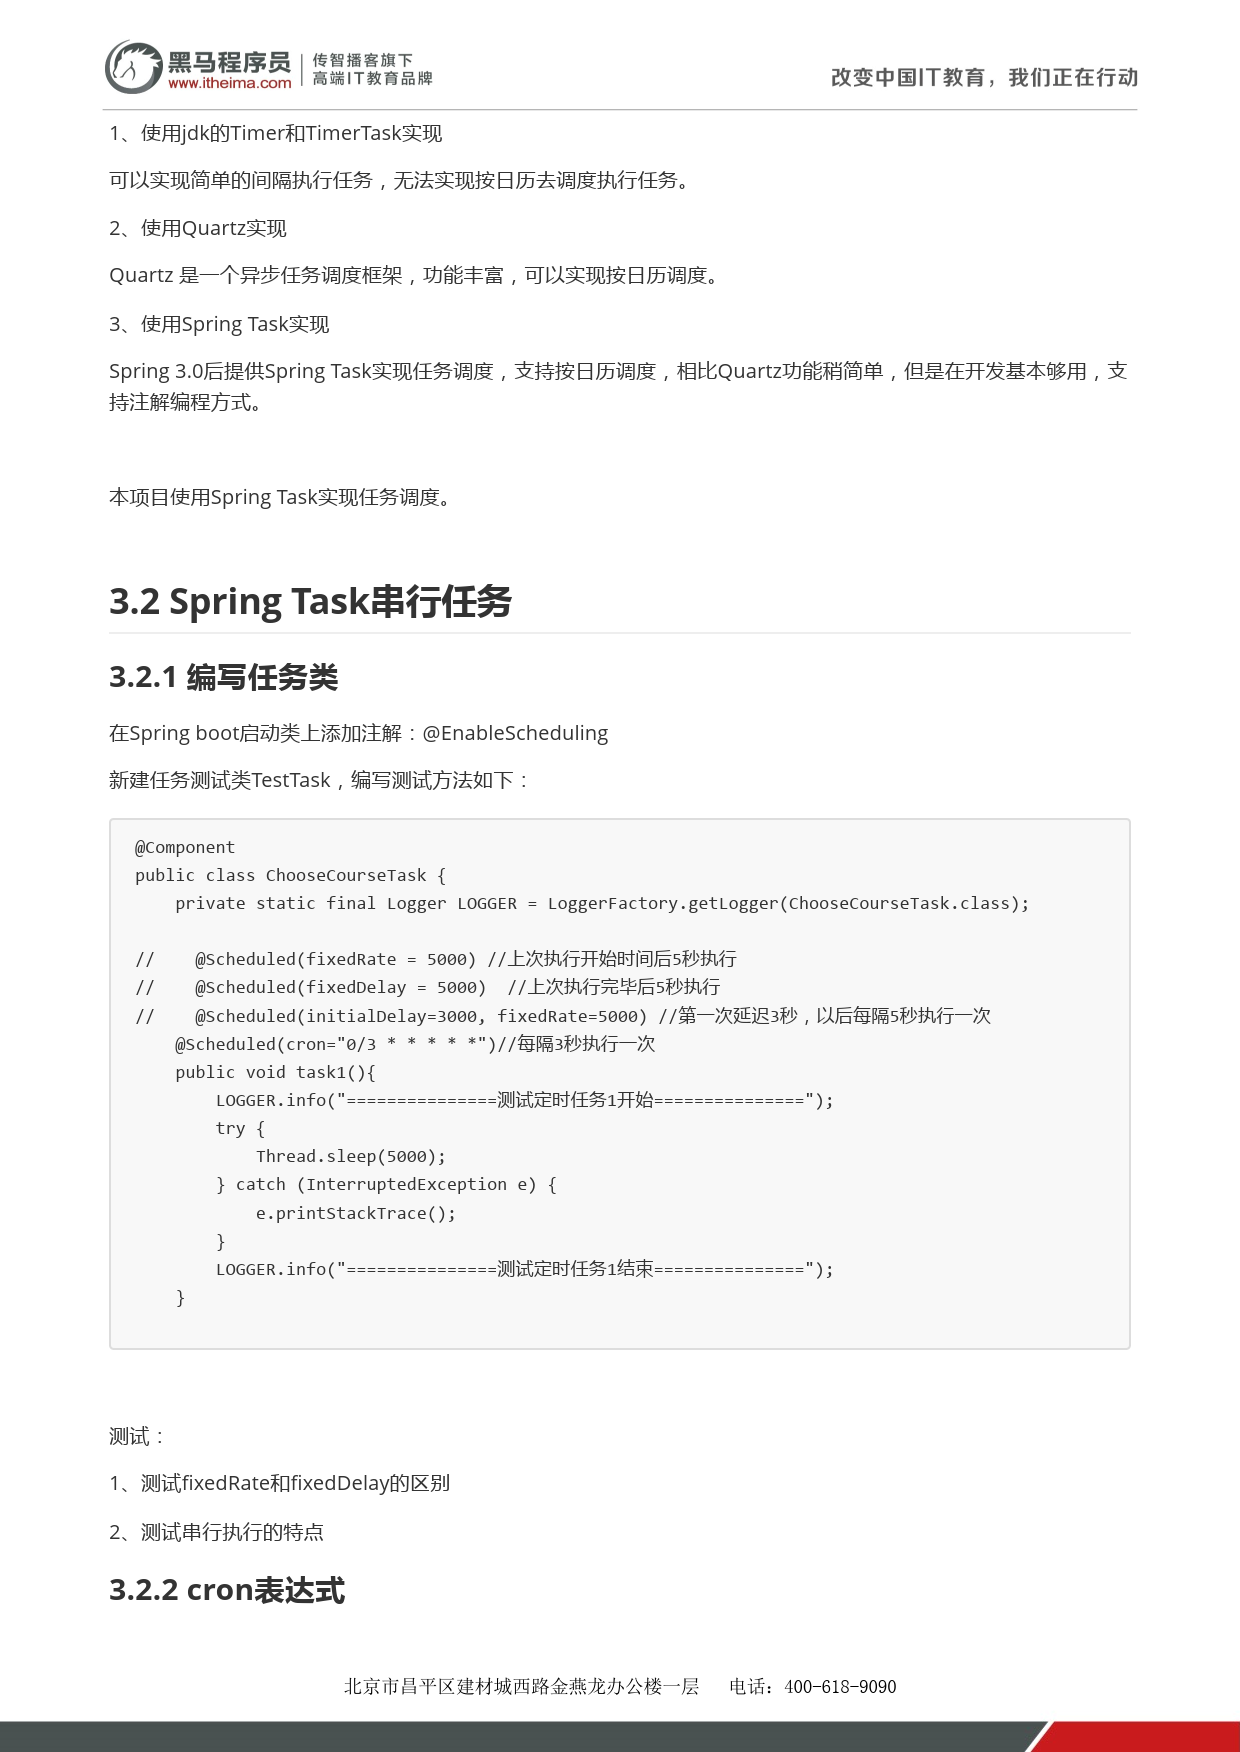 黑马程序员
www.itheima.com
传智播客旗下
高端IT教育品牌
改变中国IT教育，我们正在行动
1、使用jdk的Timer和TimerTask实现
可以实现简单的间隔执行任务，无法实现按日历去调度执行任务。
2、使用Quartz实现
Quartz 是一个异步任务调度框架，功能丰富，可以实现按日历调度。
3、使用Spring Task实现
Spring 3.0后提供Spring Task实现任务调度，支持按日历调度，相比Quartz功能稍简单，但是在开发基本够用，支
持注解编程方式。
本项目使用Spring Task实现任务调度。
3.2 Spring Task串行任务
3.2.1 编写任务类
在Spring boot启动类上添加注解：@EnableScheduling
新建任务测试类TestTask，编写测试方法如下：
@Component
public class ChooseCourseTask {
    private static final Logger LOGGER = LoggerFactory.getLogger(ChooseCourseTask.class);
//    @Scheduled(fixedRate = 5000) //上次执行开始时间后5秒执行
//    @Scheduled(fixedDelay = 5000)  //上次执行完毕后5秒执行
//    @Scheduled(initialDelay=3000, fixedRate=5000) //第一次延迟3秒，以后每隔5秒执行一次
    @Scheduled(cron="0/3 * * * * *")//每隔3秒执行一次
    public void task1(){
        LOGGER.info("===============测试定时任务1开始===============");
        try {
            Thread.sleep(5000);
        } catch (InterruptedException e) {
            e.printStackTrace();
        }
        LOGGER.info("===============测试定时任务1结束===============");
    }
测试：
1、测试fixedRate和fixedDelay的区别
2、测试串行执行的特点
3.2.2 cron表达式
北京市昌平区建材城西路金燕龙办公楼一层   电话：400-618-9090